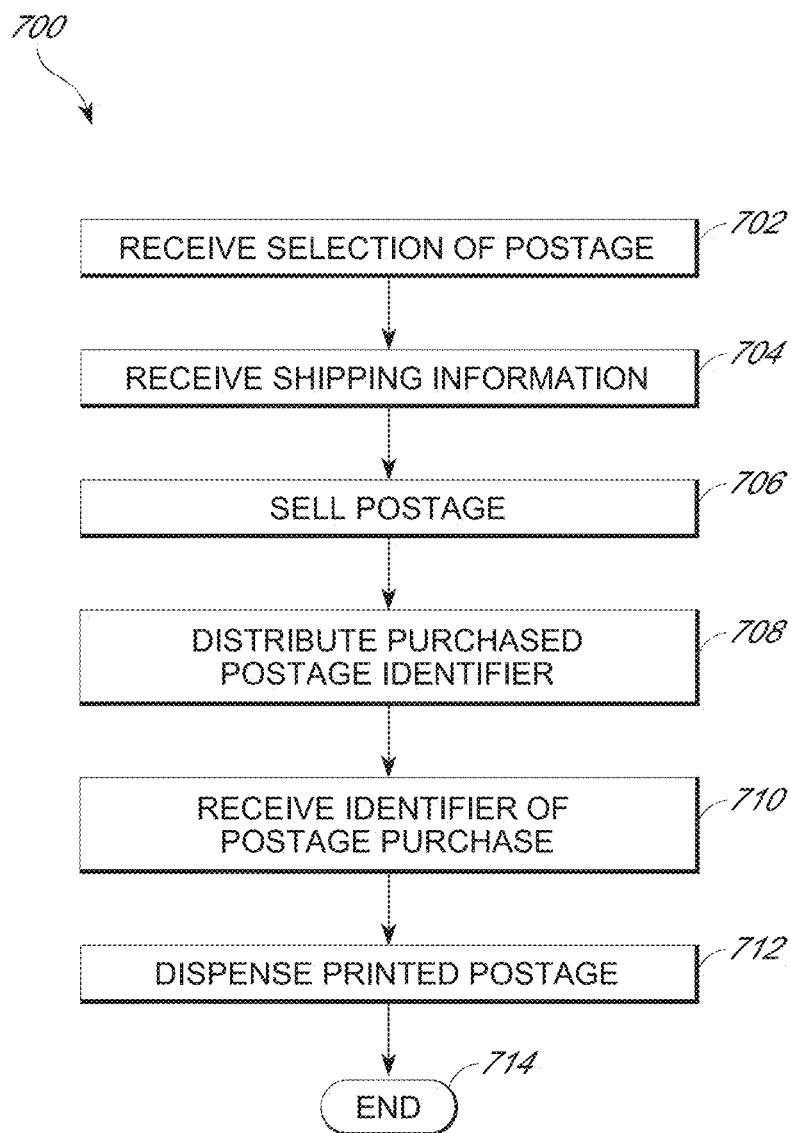 700
RECEIVE SELECTION OF POSTAGE
702
RECEIVE SHIPPING INFORMATION
704
SELL POSTAGE
706
DISTRIBUTE PURCHASED
POSTAGE IDENTIFIER
708
RECEIVE IDENTIFIER OF
POSTAGE PURCHASE
710
DISPENSE PRINTED POSTAGE
712
END
714